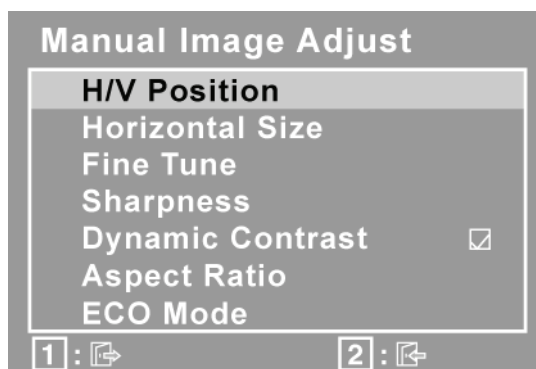 Manual Image Adjust
H/V Position
Horizontal Size
Fine Tune
Sharpness
Dynamic Contrast
Aspect Ratio
ECO Mode
1 : 2 :